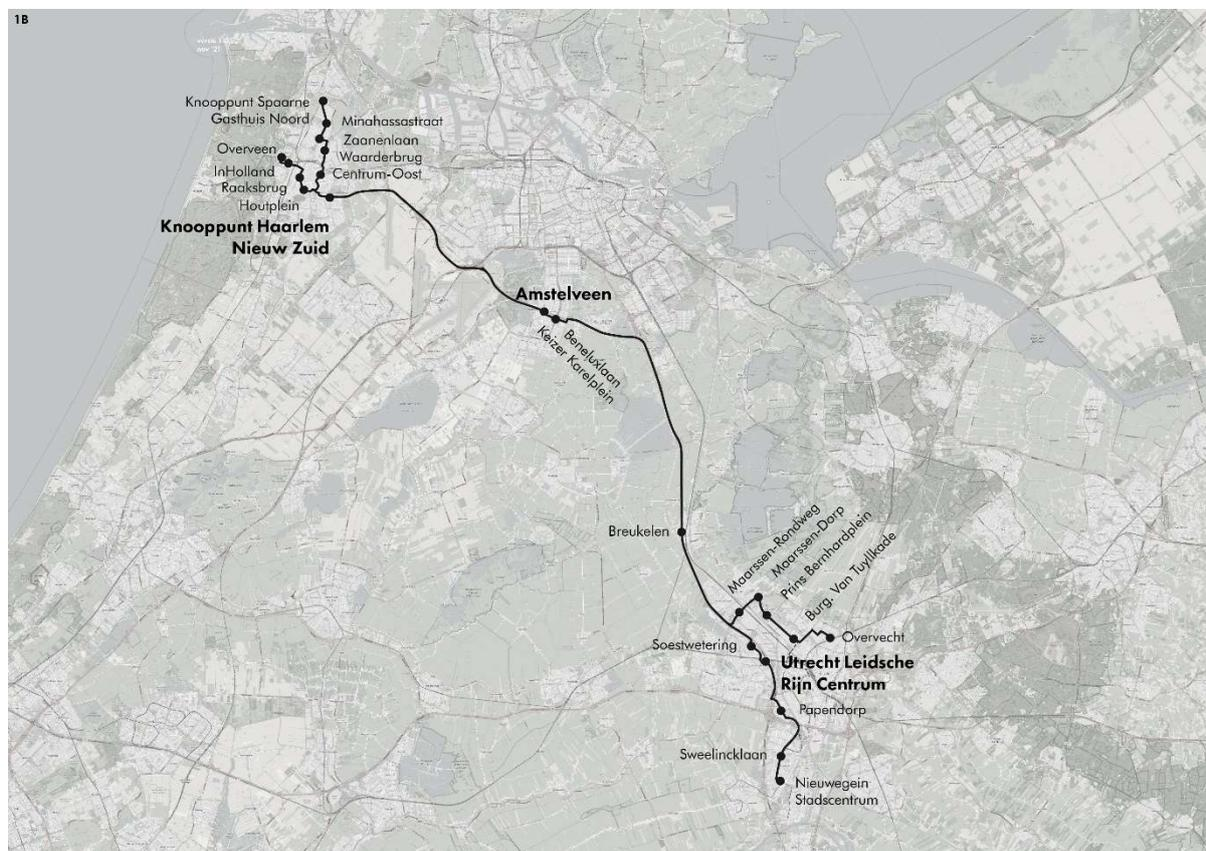 1B
Knooppunt Spaarne
Gasthuis Noord
Minahassastraat
Zaanenlaan
Waarderbrug
Overveen
Centrum-Oost
InHolland
Raaksbrug
Houtplein
Knooppunt Haarlem
Nieuw Zuid
Amstelveen
Beneluxlaan
Keizer Karelplein
Breukelen
Maarssen-Rondweg
Maarssen-Dorp
Prins Bernhardplein
Burg. Van Tuyllkade
Overvecht
Soestwetering
Utrecht Leidsche
Rijn Centrum
Papendorp
Sweelincklaan
Nieuwegein
Stadscentrum